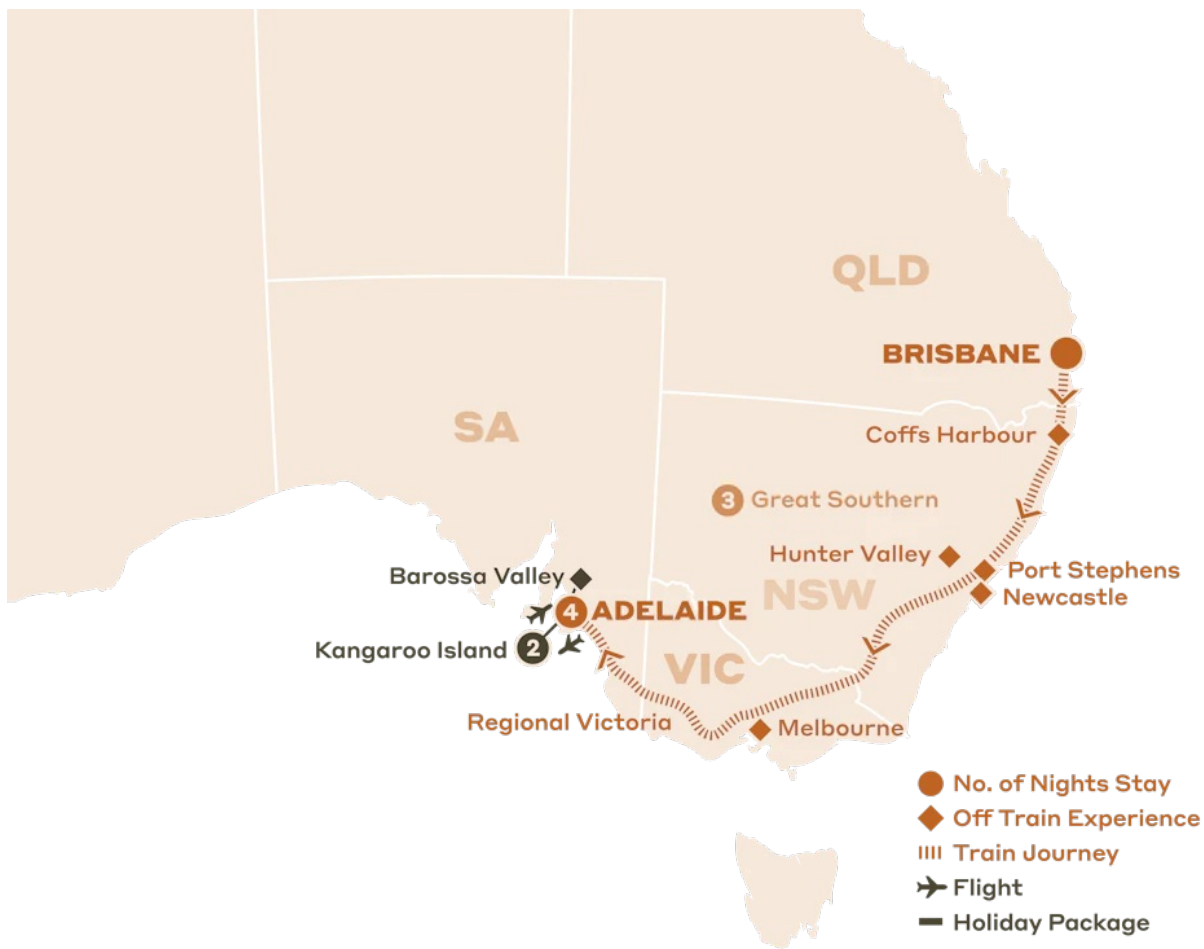 QLD
BRISBANE
SA
Coffs Harbour
3 Great Southern
Hunter Valley
Port Stephens
NSW
Newcastle
Barossa Valley
4 ADELAIDE
Kangaroo Island 2
VIC
Regional Victoria
Melbourne
No. of Nights Stay
Off Train Experience
Train Journey
Flight
Holiday Package